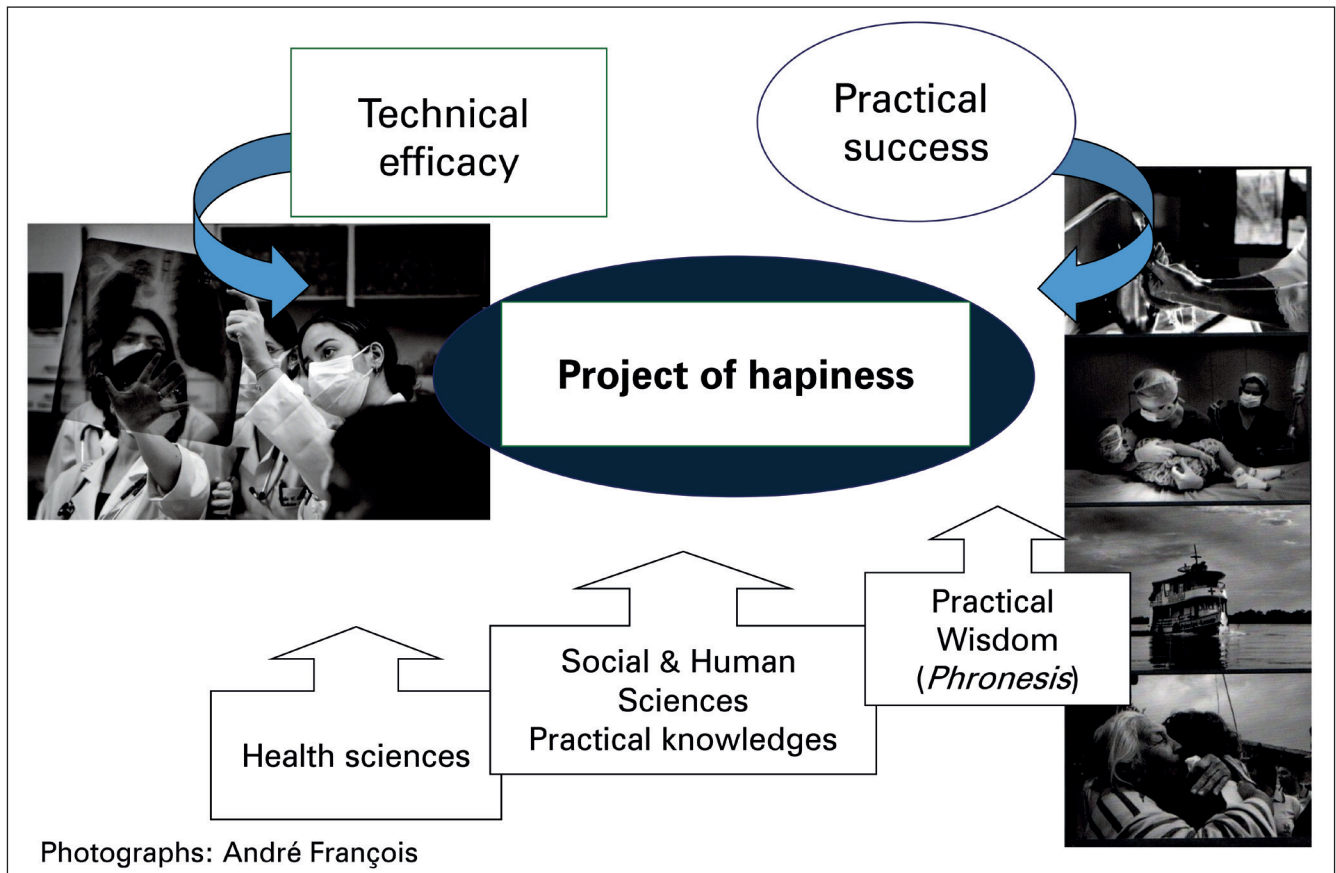 Technical
efficacy
Practical
success
Project of hapiness
Health sciences
Social & Human
Sciences
Practical knowledges
Practical
Wisdom
(Phronesis)
Photographs: André François